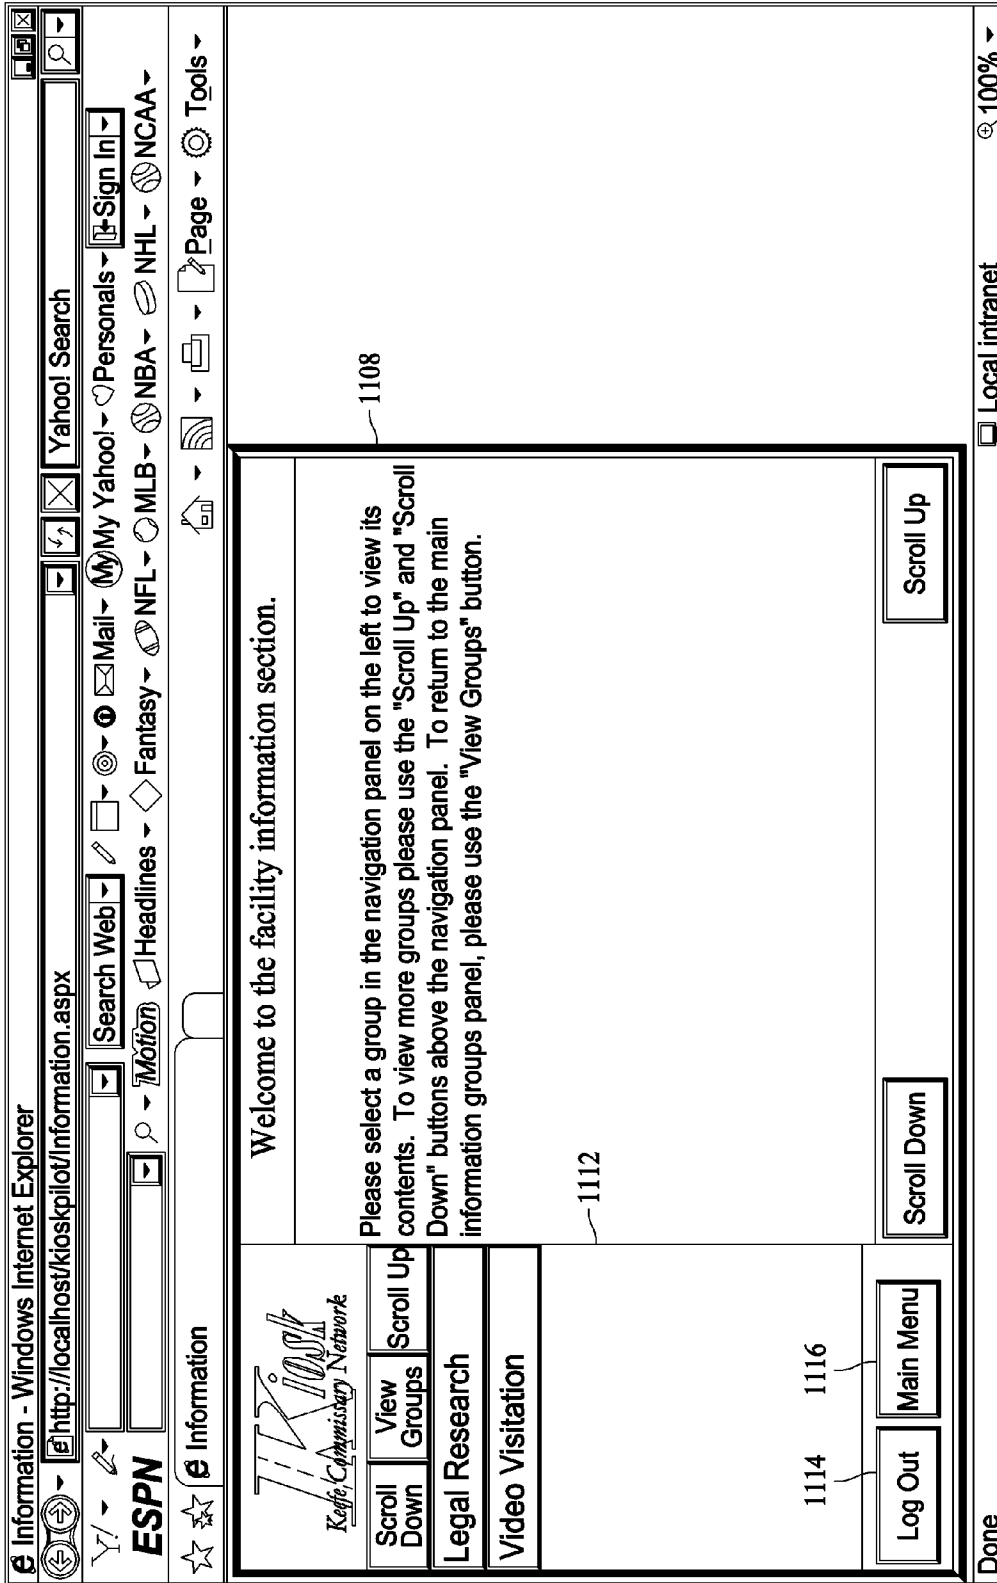 Information - Windows Internet Explorer
http://localhost/kioskpilot/Information.aspx
Yahoo! Search
Y! Search Web Mail My My Yahoo! Personals Sign In
ESPN Motion Headlines Fantasy NFL MLB NBA NHL NCAA
Information
Page Tools
Kiosk
Keefe Commissary Network
Scroll Down
View Groups
Scroll Up
Legal Research
Video Visitation
1114
1116
Log Out
Main Menu
Welcome to the facility information section.
Please select a group in the navigation panel on the left to view its
contents. To view more groups please use the "Scroll Up" and "Scroll
Down" buttons above the navigation panel. To return to the main
information groups panel, please use the "View Groups" button.
1112
1108
Scroll Down
Scroll Up
Done
Local intranet
100%